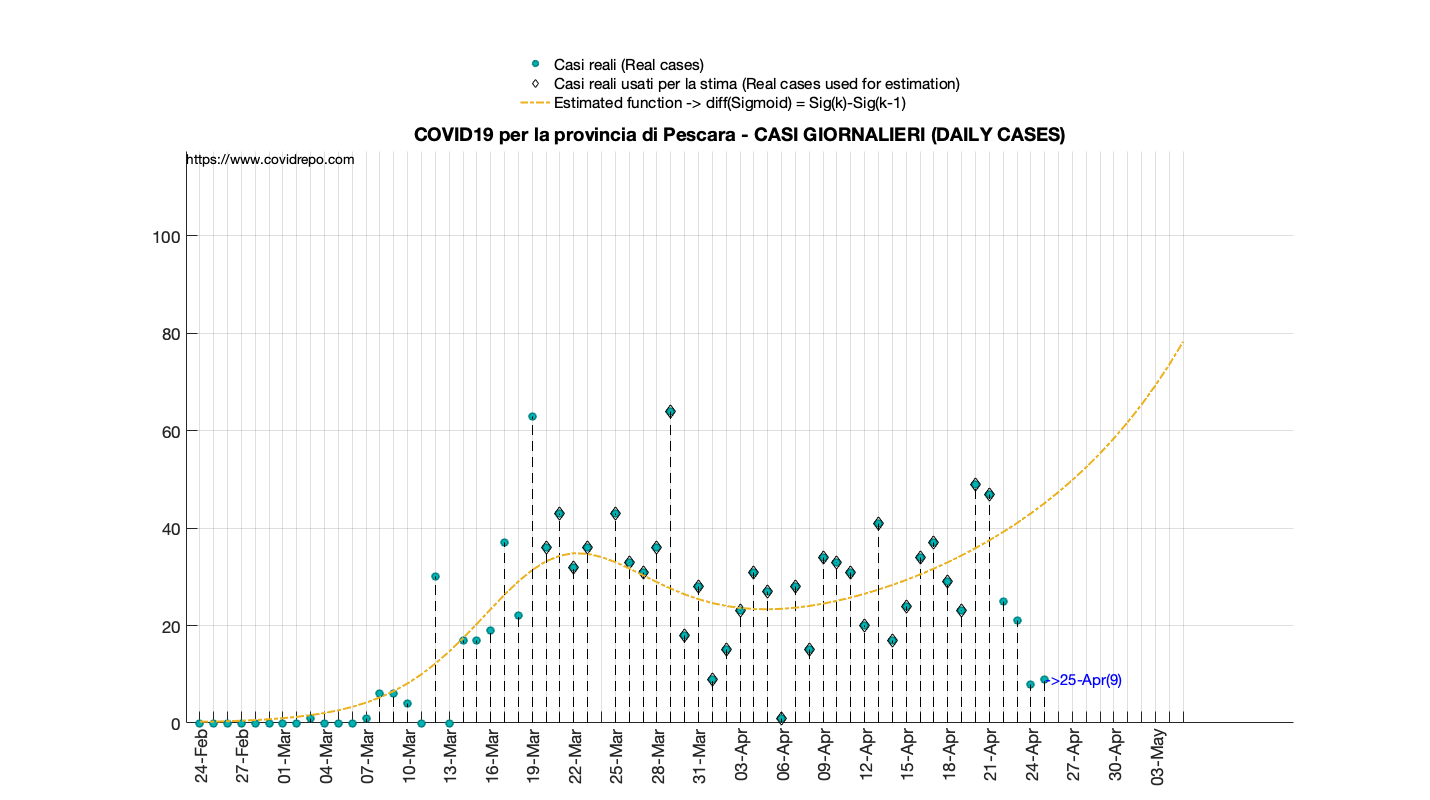 Casi reali (Real cases)
Casi reali usati per la stima (Real cases used for estimation)
Estimated function -> diff(Sigmoid) = Sig(k)-Sig(k-1)
COVID19 per la provincia di Pescara - CASI GIORNALIERI (DAILY CASES)
https://www.covidrepo.com
100
80
60
40
20
0
->25-Apr(9)
24-Feb
27-Feb
01-Mar
04-Mar
07-Mar
10-Mar
13-Mar
16-Mar
19-Mar
22-Mar
25-Mar
28-Mar
31-Mar
03-Apr
06-Apr
09-Apr
12-Apr
15-Apr
18-Apr
21-Apr
24-Apr
27-Apr
30-Apr
03-May